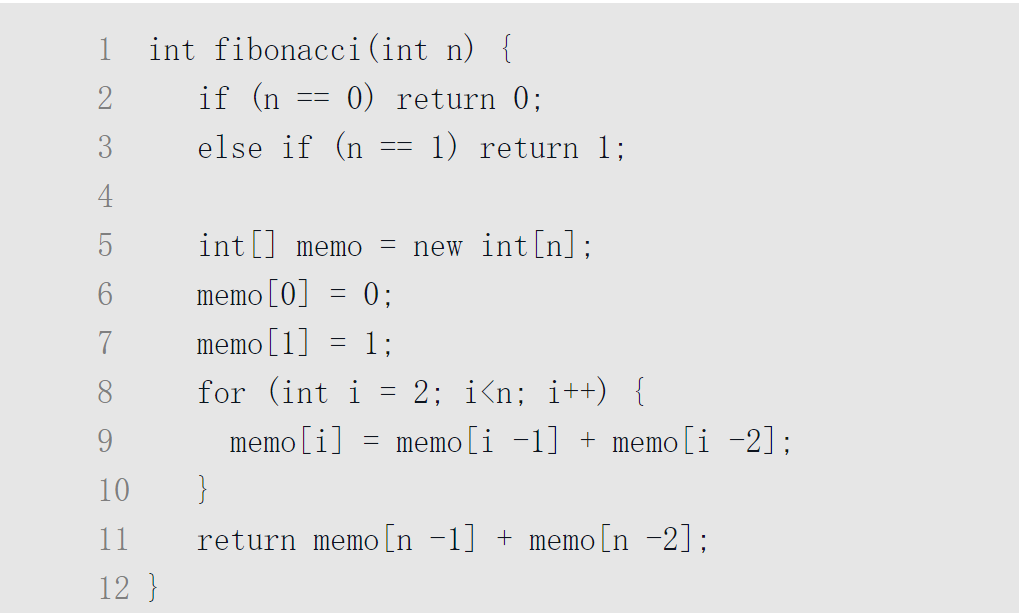 1 int fibonacci(int n) {
2 if (n == 0) return 0;
3 else if (n == 1) return 1;
4
5 int[] memo = new int[n];
6 memo[0] = 0;
7 memo[1] = 1;
8 for (int i = 2; i<n; i++) {
9 memo[i] = memo[i -1] + memo[i -2];
10 }
11 return memo[n -1] + memo[n -2];
12 }